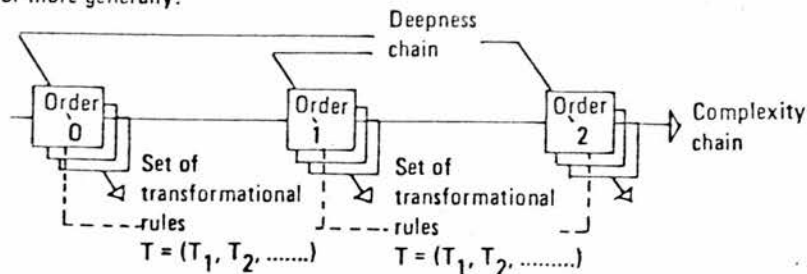 or more generally:
Deepness
chain
Order
0
Order
1
Order
2
Complexity
chain
Set of
transformational
rules
T = (T1, T2, .......)
Set of
transformational
rules
T = (T1, T2, .........)